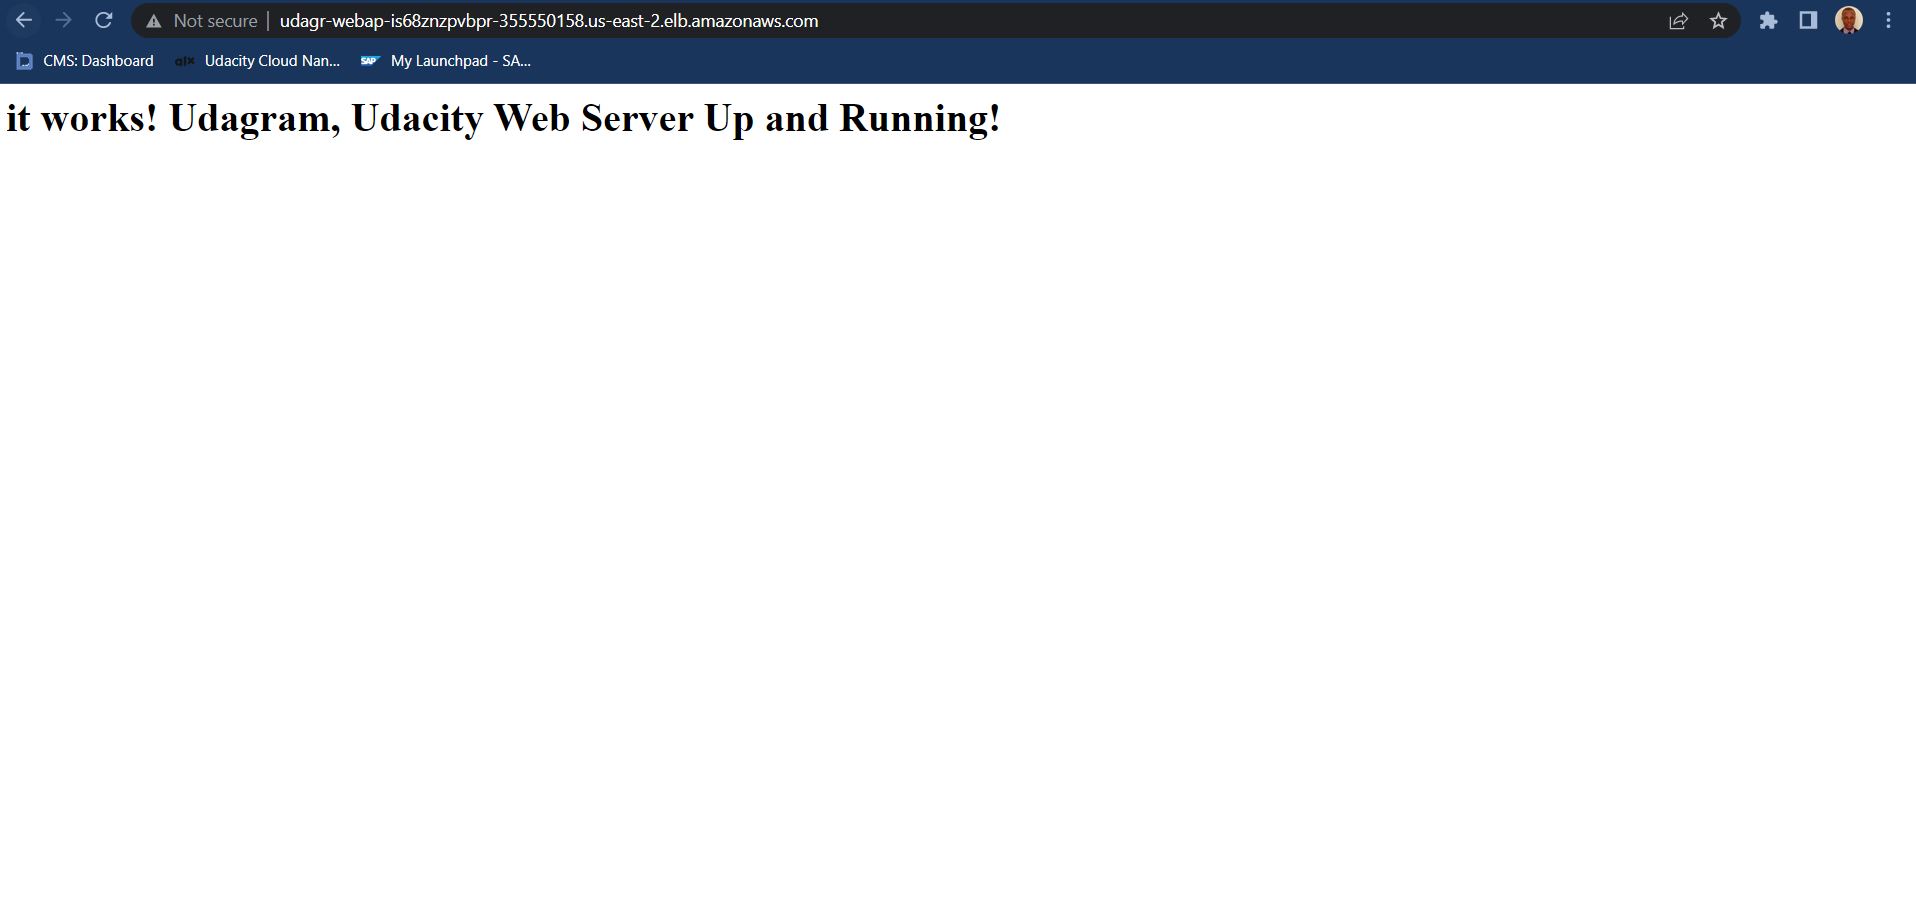 Not secure | udagr-webap-is68znzpvbpr-355550158.us-east-2.elb.amazonaws.com
CMS: Dashboard alx Udacity Cloud Nan... SAP My Launchpad - SA...
it works! Udagram, Udacity Web Server Up and Running!